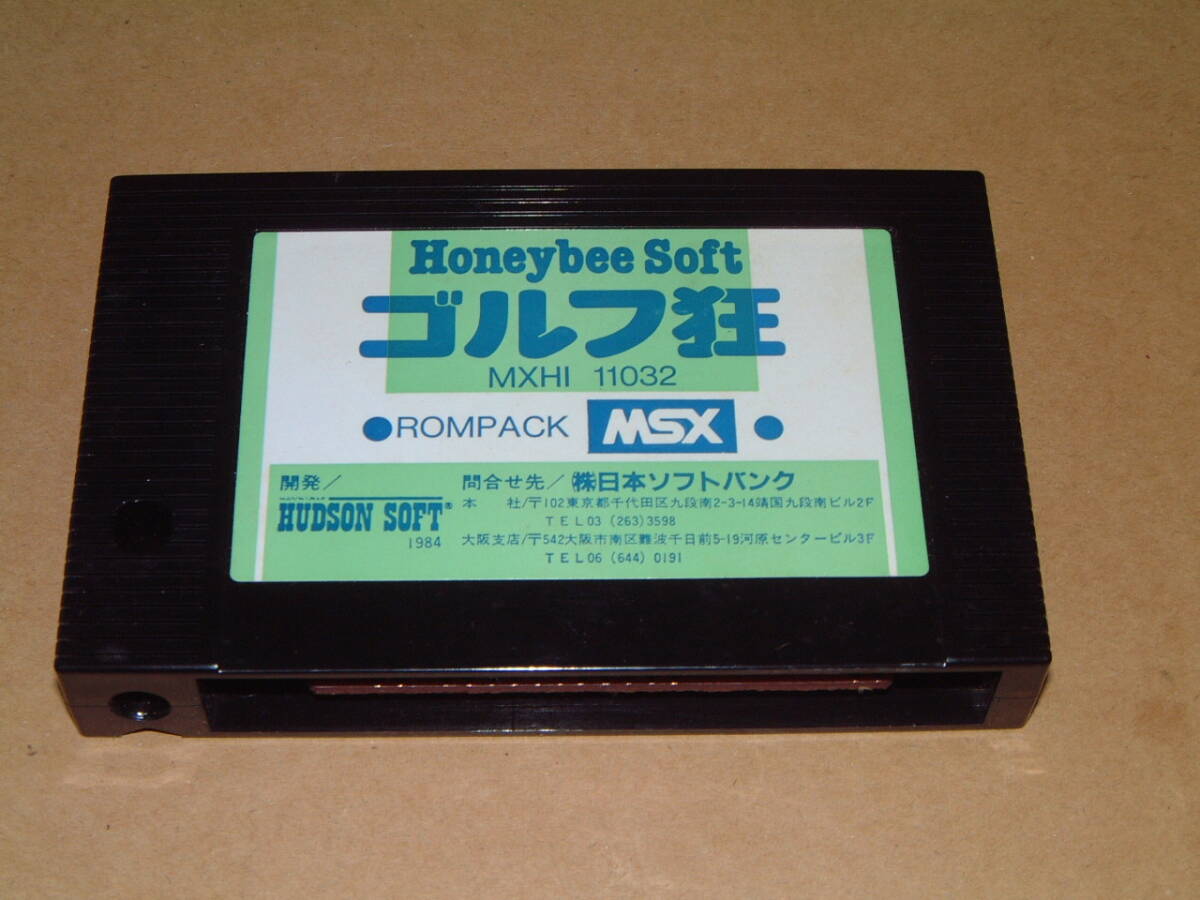 Honeybee Soft
ゴルフ狂
MXHI 11032
●ROMPACK MSX ●
開発/
HUDSON SOFT®
1984
問合せ先/㈱日本ソフトバンク
本 社/〒102東京都千代田区九段南2-3-14靖国九段南ビル2F
TEL03 (263)3598
大阪支店/〒542大阪市南区難波千日前5-19河原センタービル3F
TEL06 (644) 0191